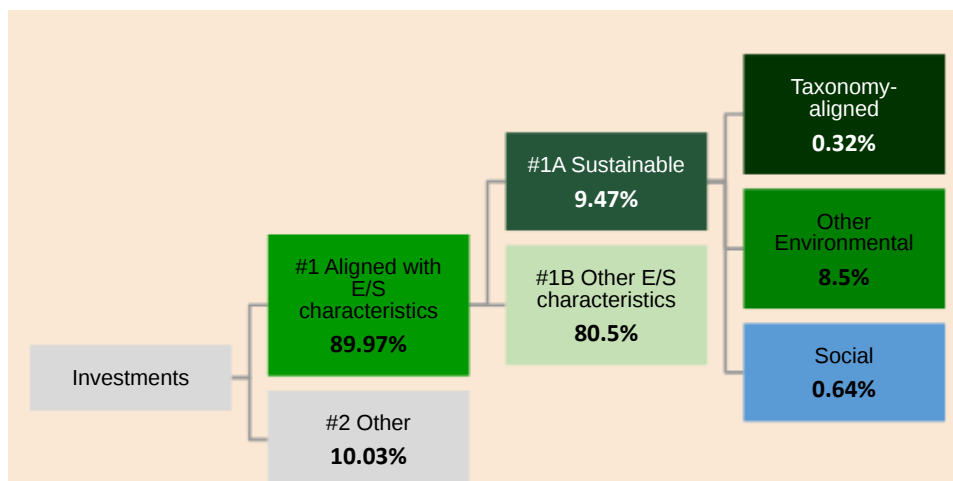 Investments
#1 Aligned with
E/S
characteristics
89.97%
#2 Other
10.03%
#1A Sustainable
9.47%
#1B Other E/S
characteristics
80.5%
Taxonomy-
aligned
0.32%
Other
Environmental
8.5%
Social
0.64%